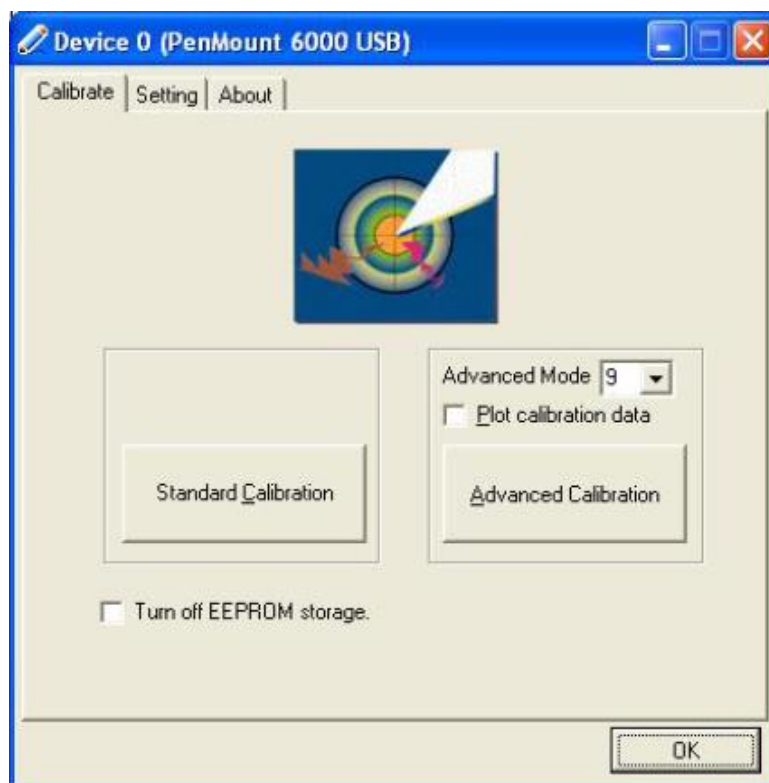 Device 0 (PenMount 6000 USB)
Calibrate Setting About
Advanced Mode 9
Plot calibration data
Standard Calibration Advanced Calibration
Turn off EEPROM storage.
OK